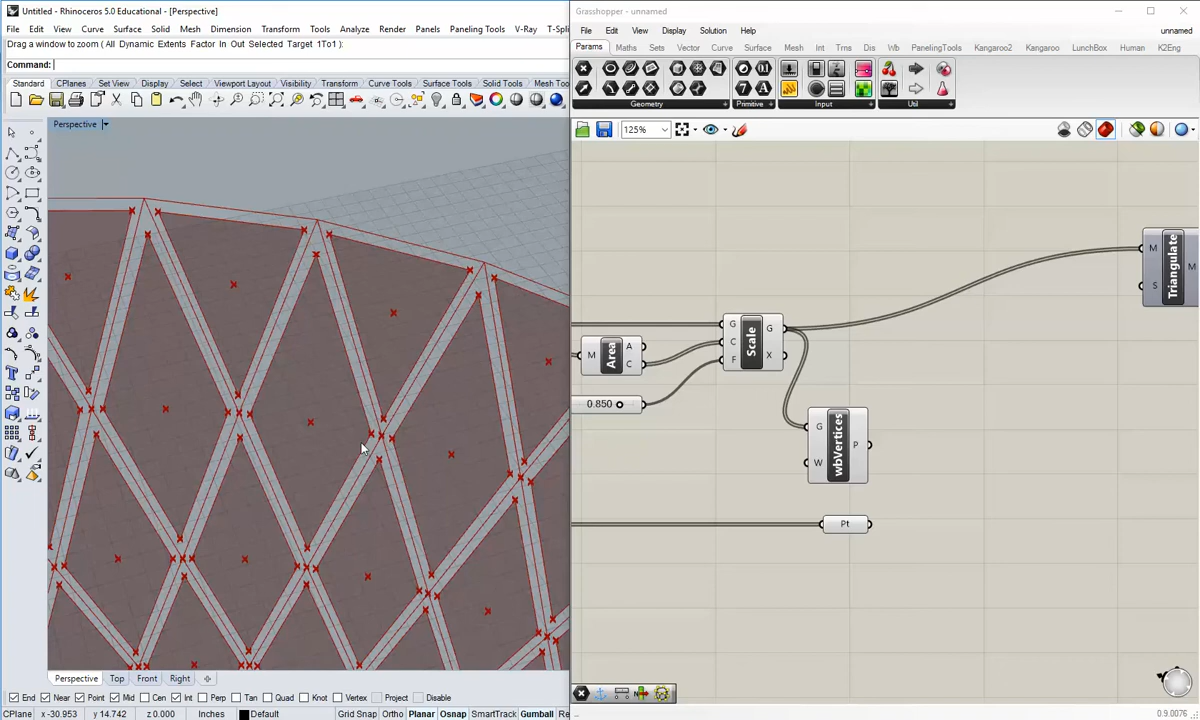 Untitled - Rhinoceros 5.0 Educational - [Perspective]
File Edit View Curve Surface Solid Mesh Dimension Transform Tools Analyze Render Paneling Tools V-Ray T-Spli
Drag a window to zoom ( All Dynamic Extents Factor In Out Selected Target 1To1 ):
Command:
Standard CPlanes Set View Display Select Viewport Layout Visibility Transform Curve Tools Surface Tools Solid Tools Mesh Too
Perspective
Perspective Top Front Right
End Near Point Mid Cen Int Perp Tan Quad Knot Vertex Project Disable
CPlane x -30.953 y 14.742 z 0.000 Inches Default Grid Snap Ortho Planar Osnap SmartTrack Gumball Re
Grasshopper - unnamed
File Edit View Display Solution Help unnamed
Params Maths Sets Vector Curve Surface Mesh Int Trns Dis Wb PanelingTools Kangaroo2 Kangaroo LunchBox Human K2Eng
Geometry Primitive Input Util
125%
M Area A C
0.850
G C F Scale G X
G W wbVertices P
Pt
M S Triangulate M
0.9.0076